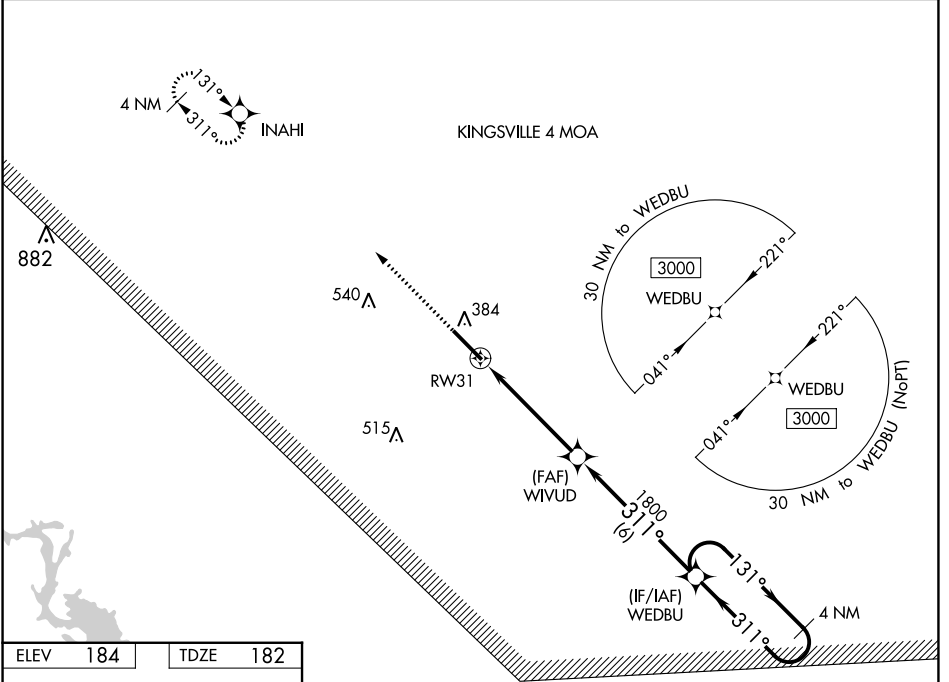 131°
4 NM
311°
INAHI
KINGSVILLE 4 MOA
882
30 NM to WEDBU
3000
221°
WEDBU
041°
540
384
RW31
221°
WEDBU
3000
041°
30 NM to WEDBU (NoPT)
515
(FAF)
WIVUD
1800
311°
(6)
131°
(IF/IAF)
WEDBU
4 NM
311°
ELEV 184
TDZE 182